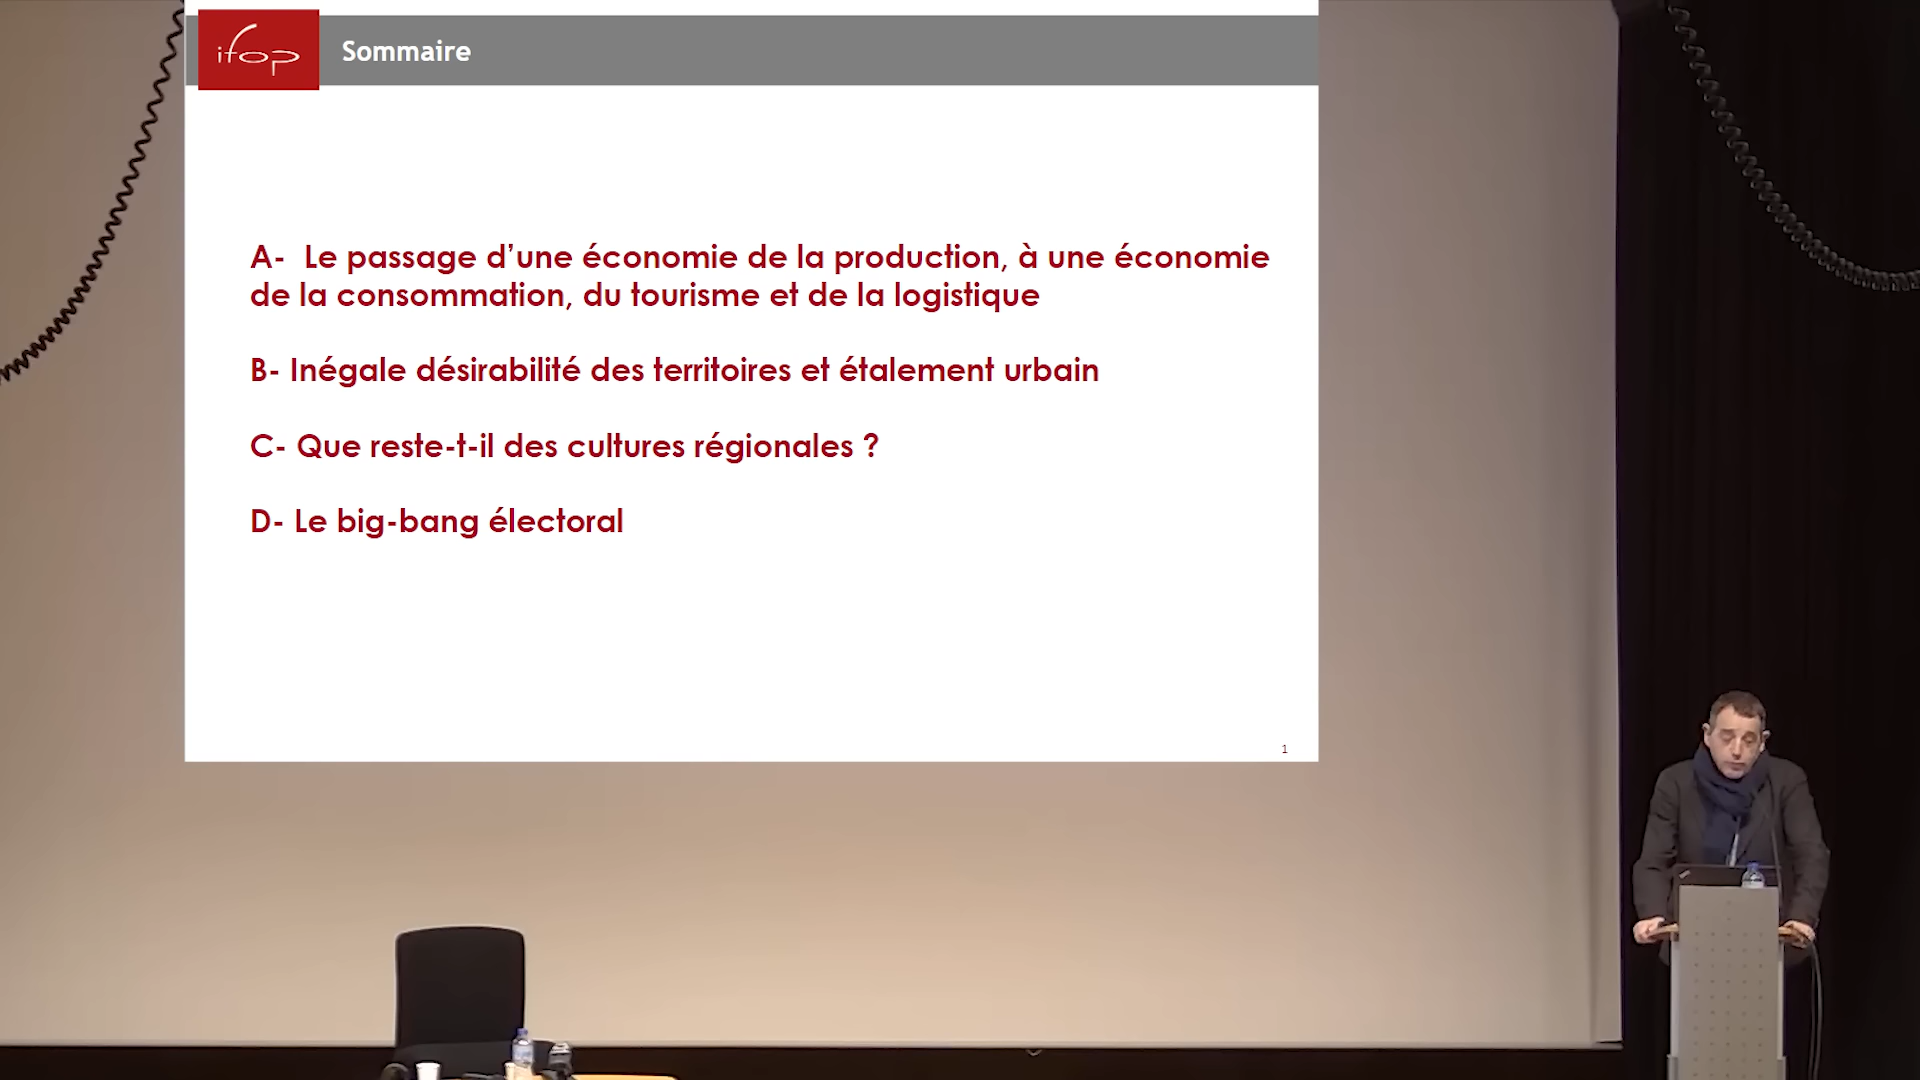 ifop
Sommaire
A- Le passage d’une économie de la production, à une économie
de la consommation, du tourisme et de la logistique
B- Inégale désirabilité des territoires et étalement urbain
C- Que reste-t-il des cultures régionales ?
D- Le big-bang électoral
1